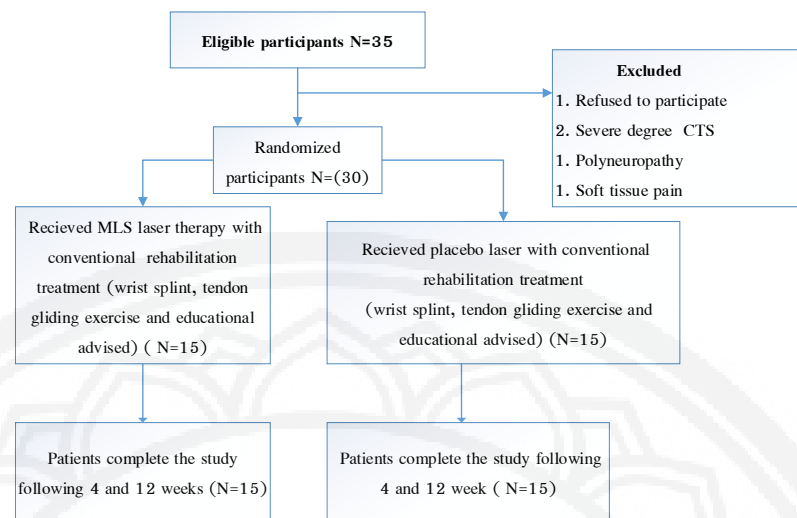 Eligible participants N=35
Excluded
1. Refused to participate
2. Severe degree CTS
1. Polyneuropathy
1. Soft tissue pain
Randomized
participants N=(30)
Recieved MLS laser therapy with
conventional rehabilitation
treatment (wrist splint, tendon
gliding exercise and educational
advised) ( N=15)
Recieved placebo laser with conventional
rehabilitation treatment
(wrist splint, tendon gliding exercise and
educational advised) (N=15)
Patients complete the study
following 4 and 12 weeks (N=15)
Patients complete the study following
4 and 12 week ( N=15)